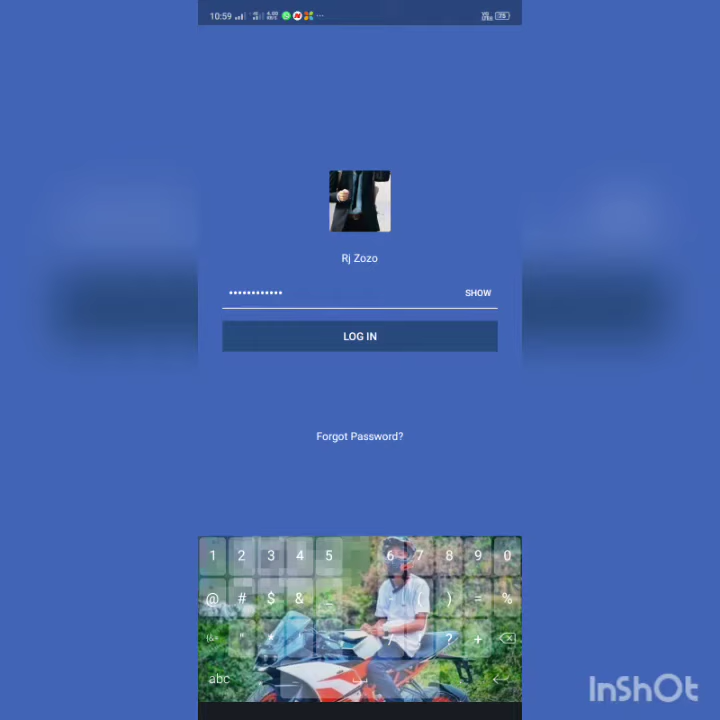 10:59
Rj Zozo
•••••••••••• SHOW
LOG IN
Forgot Password?
1 2 3 4 5 6 7 8 9 0
@ # $ & _ - ( ) = %
" * ' / ? +
abc
InShOt